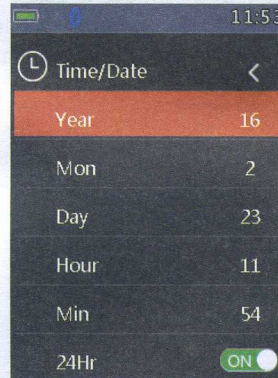 11:53
Time/Date <
Year 16
Mon 2
Day 23
Hour 11
Min 54
24Hr ON